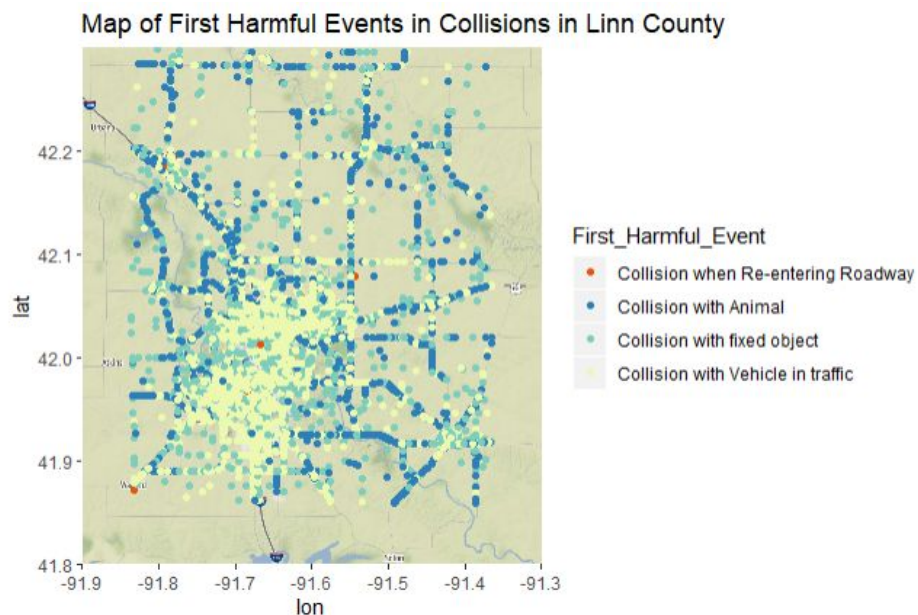 Map of First Harmful Events in Collisions in Linn County
Urbana
42.2
42.1
42.0
41.9
41.8
lat
Atkins
-91.9
-91.8
-91.7
-91.6
-91.5
-91.4
-91.3
lon
First_Harmful_Event
Collision when Re-entering Roadway
Collision with Animal
Collision with fixed object
Collision with Vehicle in traffic